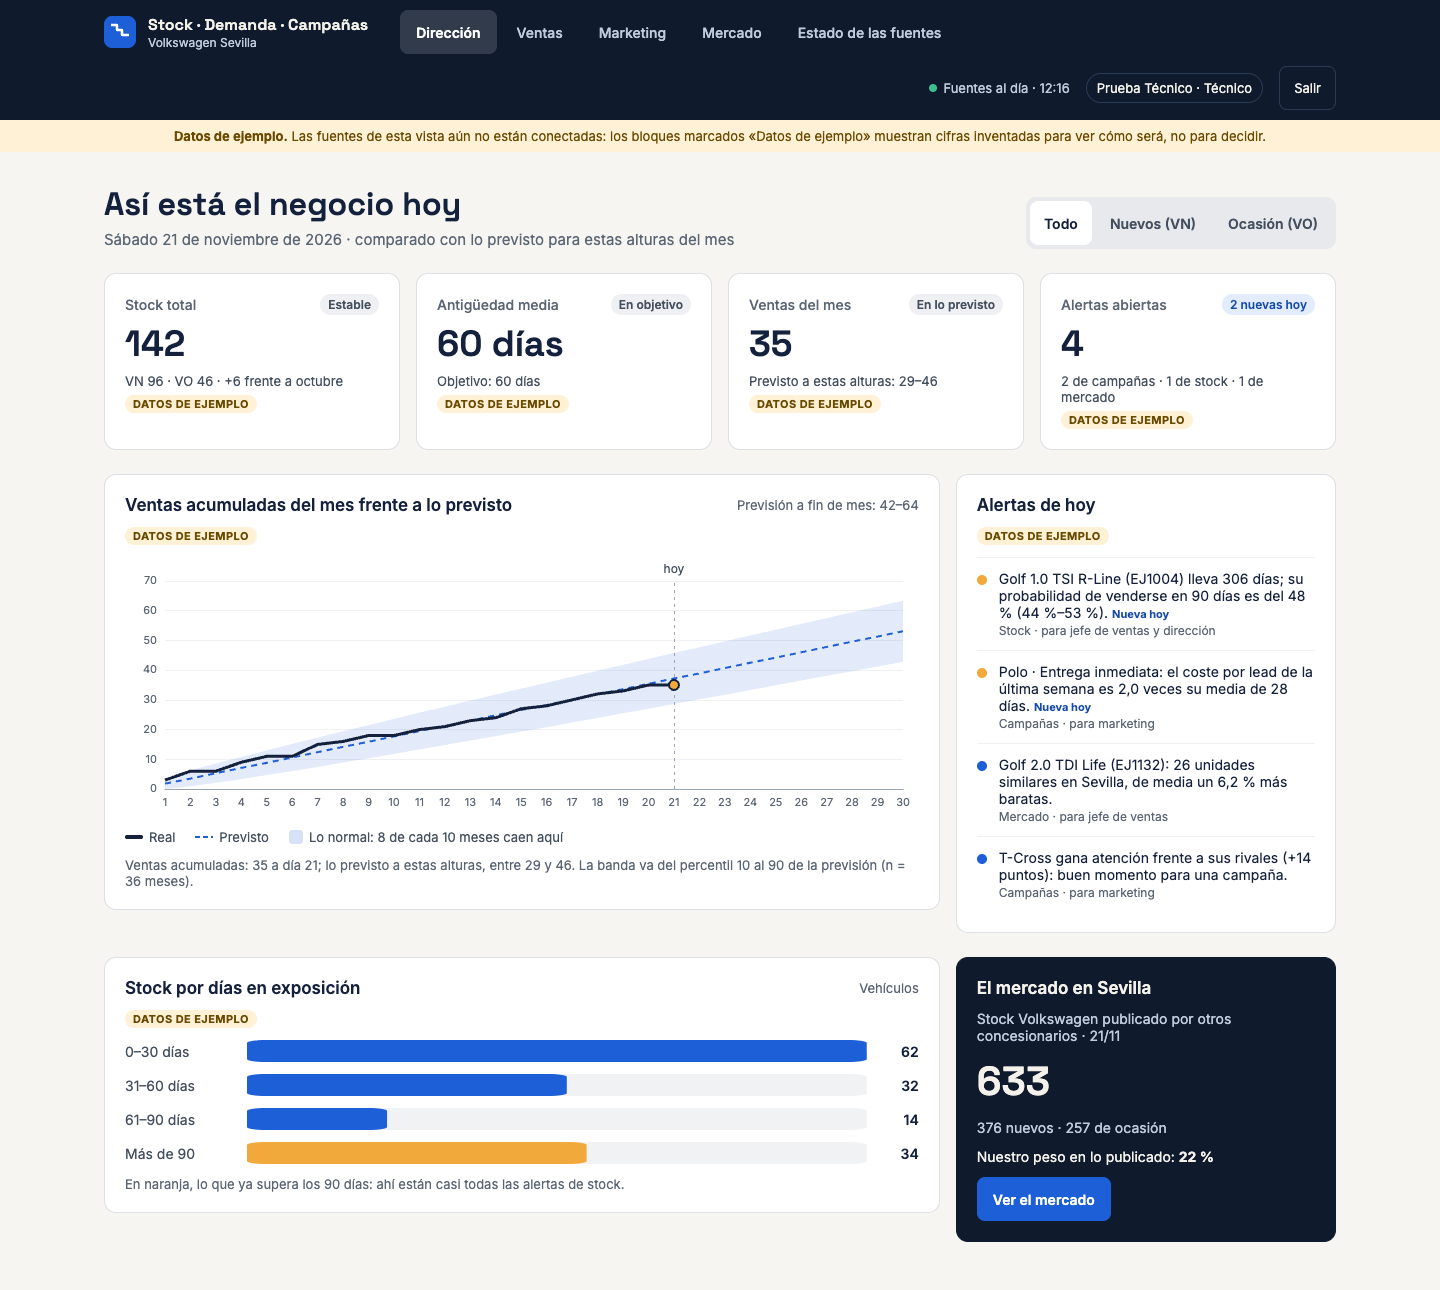 Stock · Demanda · Campañas
Volkswagen Sevilla
Dirección
Ventas
Marketing
Mercado
Estado de las fuentes
Fuentes al día · 12:16
Prueba Técnico · Técnico
Salir
Datos de ejemplo. Las fuentes de esta vista aún no están conectadas: los bloques marcados «Datos de ejemplo» muestran cifras inventadas para ver cómo será, no para decidir.
Así está el negocio hoy
Sábado 21 de noviembre de 2026 · comparado con lo previsto para estas alturas del mes
Todo
Nuevos (VN)
Ocasión (VO)
Stock total
Estable
142
VN 96 · VO 46 · +6 frente a octubre
DATOS DE EJEMPLO
Antigüedad media
En objetivo
60 días
Objetivo: 60 días
DATOS DE EJEMPLO
Ventas del mes
En lo previsto
35
Previsto a estas alturas: 29–46
DATOS DE EJEMPLO
Alertas abiertas
2 nuevas hoy
4
2 de campañas · 1 de stock · 1 de
mercado
DATOS DE EJEMPLO
Ventas acumuladas del mes frente a lo previsto
Previsión a fin de mes: 42–64
DATOS DE EJEMPLO
hoy
70
60
50
40
30
20
10
0
1 2 3 4 5 6 7 8 9 10 11 12 13 14 15 16 17 18 19 20 21 22 23 24 25 26 27 28 29 30
Real
Previsto
Lo normal: 8 de cada 10 meses caen aquí
Ventas acumuladas: 35 a día 21; lo previsto a estas alturas, entre 29 y 46. La banda va del percentil 10 al 90 de la previsión (n =
36 meses).
Alertas de hoy
DATOS DE EJEMPLO
Golf 1.0 TSI R-Line (EJ1004) lleva 306 días; su
probabilidad de venderse en 90 días es del 48
% (44 %–53 %). Nueva hoy
Stock · para jefe de ventas y dirección
Polo · Entrega inmediata: el coste por lead de la
última semana es 2,0 veces su media de 28
días. Nueva hoy
Campañas · para marketing
Golf 2.0 TDI Life (EJ1132): 26 unidades
similares en Sevilla, de media un 6,2 % más
baratas.
Mercado · para jefe de ventas
T-Cross gana atención frente a sus rivales (+14
puntos): buen momento para una campaña.
Campañas · para marketing
Stock por días en exposición
Vehículos
DATOS DE EJEMPLO
0–30 días
62
31–60 días
32
61–90 días
14
Más de 90
34
En naranja, lo que ya supera los 90 días: ahí están casi todas las alertas de stock.
El mercado en Sevilla
Stock Volkswagen publicado por otros
concesionarios · 21/11
633
376 nuevos · 257 de ocasión
Nuestro peso en lo publicado: 22 %
Ver el mercado